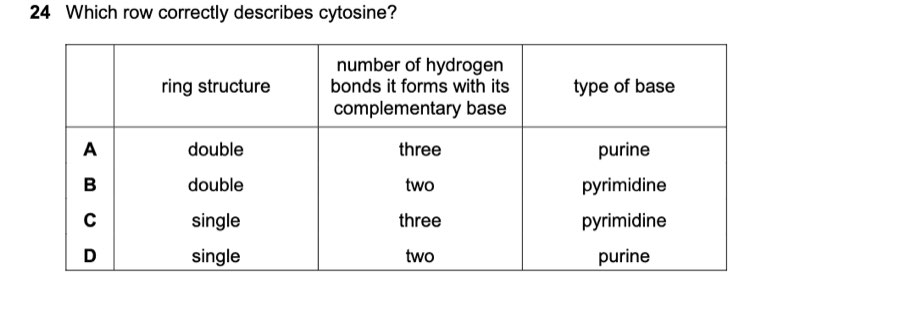 24 Which row correctly describes cytosine?
ring structure
number of hydrogen
bonds it forms with its
complementary base
type of base
A double three purine
B double two pyrimidine
C single three pyrimidine
D single two purine